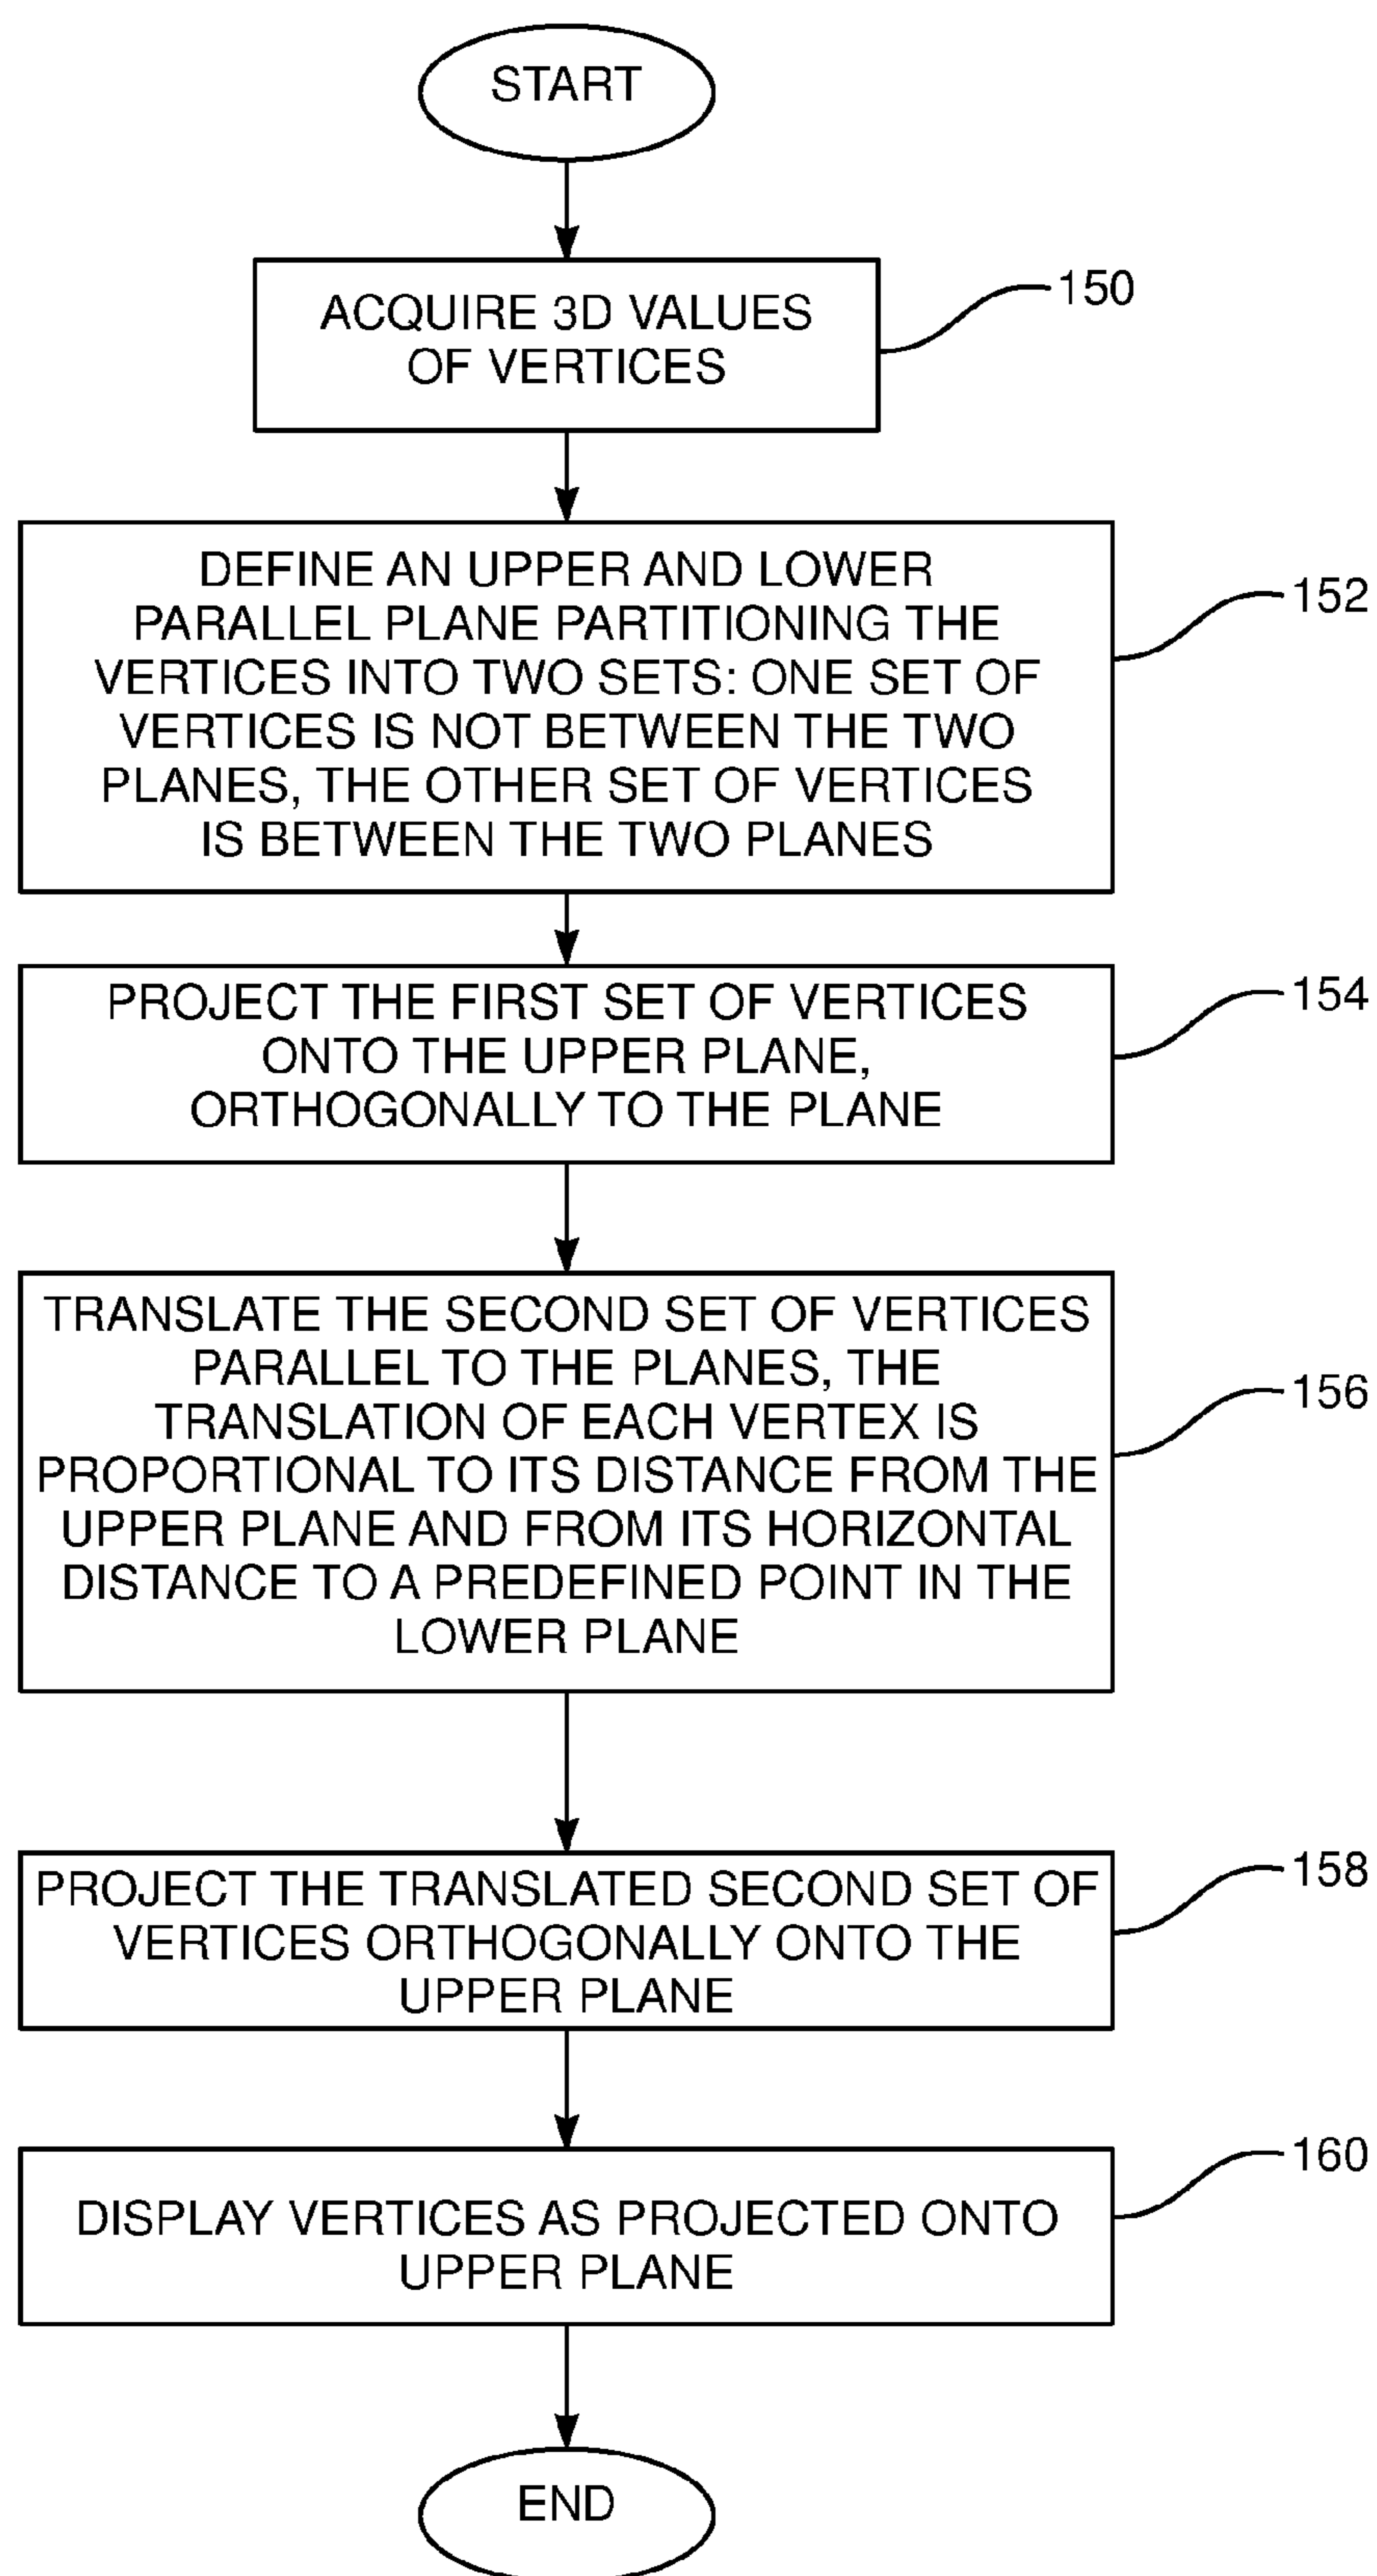 START
ACQUIRE 3D VALUES
OF VERTICES
150
DEFINE AN UPPER AND LOWER
PARALLEL PLANE PARTITIONING THE
VERTICES INTO TWO SETS: ONE SET OF
VERTICES IS NOT BETWEEN THE TWO
PLANES, THE OTHER SET OF VERTICES
IS BETWEEN THE TWO PLANES
152
PROJECT THE FIRST SET OF VERTICES
ONTO THE UPPER PLANE,
ORTHOGONALLY TO THE PLANE
154
TRANSLATE THE SECOND SET OF VERTICES
PARALLEL TO THE PLANES, THE
TRANSLATION OF EACH VERTEX IS
PROPORTIONAL TO ITS DISTANCE FROM THE
UPPER PLANE AND FROM ITS HORIZONTAL
DISTANCE TO A PREDEFINED POINT IN THE
LOWER PLANE
156
PROJECT THE TRANSLATED SECOND SET OF
VERTICES ORTHOGONALLY ONTO THE
UPPER PLANE
158
DISPLAY VERTICES AS PROJECTED ONTO
UPPER PLANE
160
END